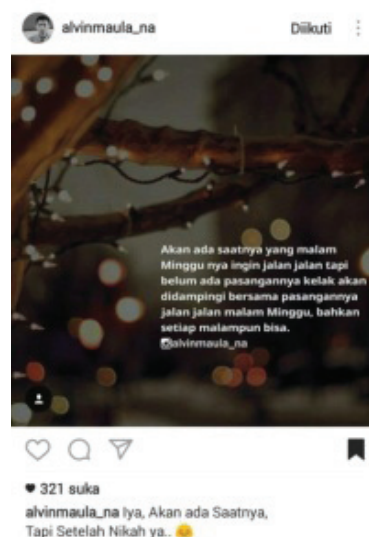 alvinmaula_na
Diikuti
Akan ada saatnya yang malam
Minggu nya ingin jalan jalan tapi
belum ada pasangannya kelak akan
didampingi bersama pasangannya
jalan jalan malam Minggu, bahkan
setiap malampun bisa.
alvinmaula_na
321 suka
alvinmaula_na Iya, Akan ada Saatnya,
Tapi Setelah Nikah ya.. 😊